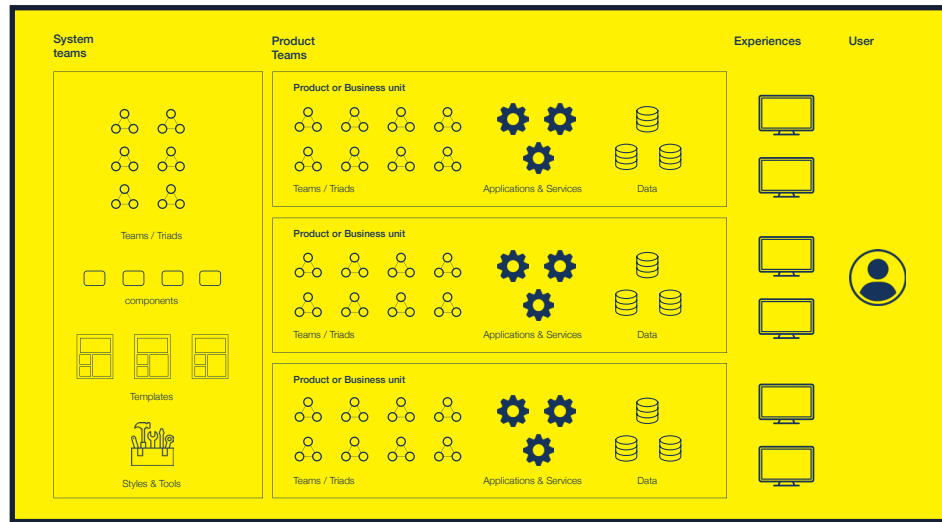 System
teams
Product
Teams
Experiences
User
Teams / Triads
components
Templates
Styles & Tools
Product or Business unit
Teams / Triads
Applications & Services
Data
Product or Business unit
Teams / Triads
Applications & Services
Data
Product or Business unit
Teams / Triads
Applications & Services
Data